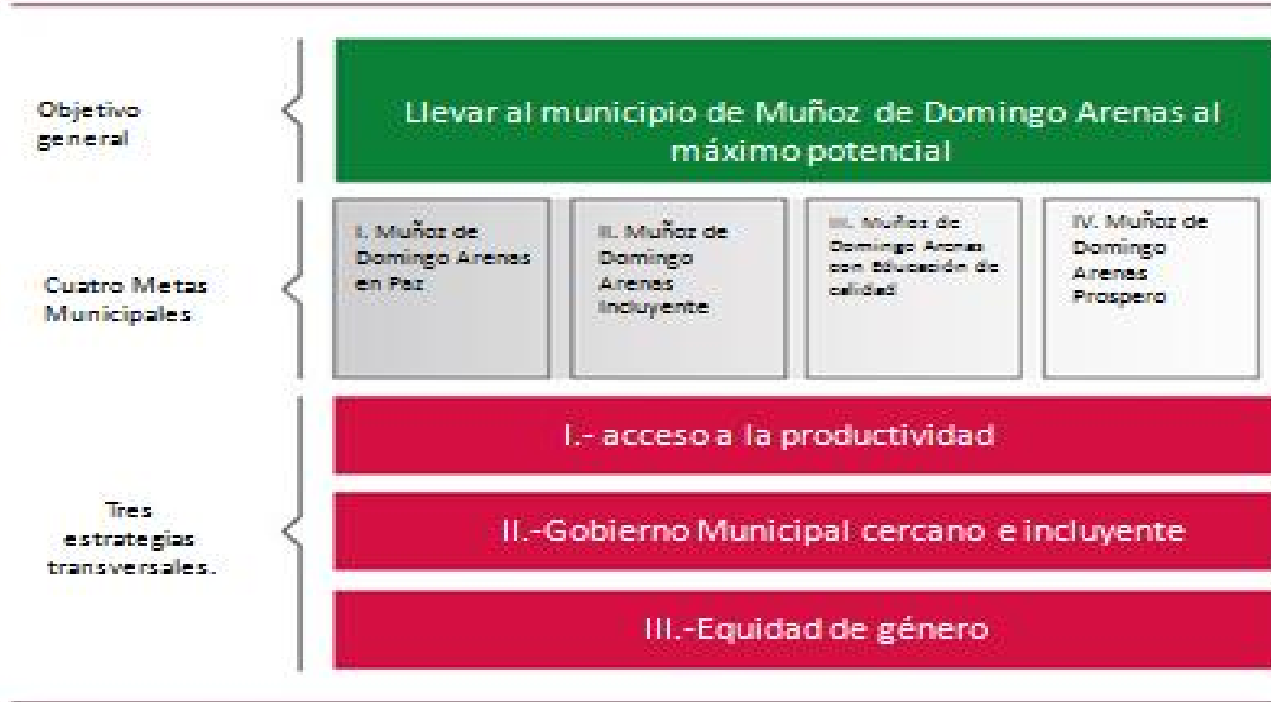 Objetivo
general
Llevar al municipio de Muñoz de Domingo Arenas al
máximo potencial
Cuatro Metas
Municipales
I. Muñoz de
Domingo Arenas
en Paz
II. Muñoz de
Domingo
Arenas
Incluyente
III. Muñoz de
Domingo Arenas
con Educación de
calidad
IV. Muñoz de
Domingo
Arenas
Prospero
Tres
estrategias
transversales.
I.- acceso a la productividad
II.-Gobierno Municipal cercano e incluyente
III.-Equidad de género